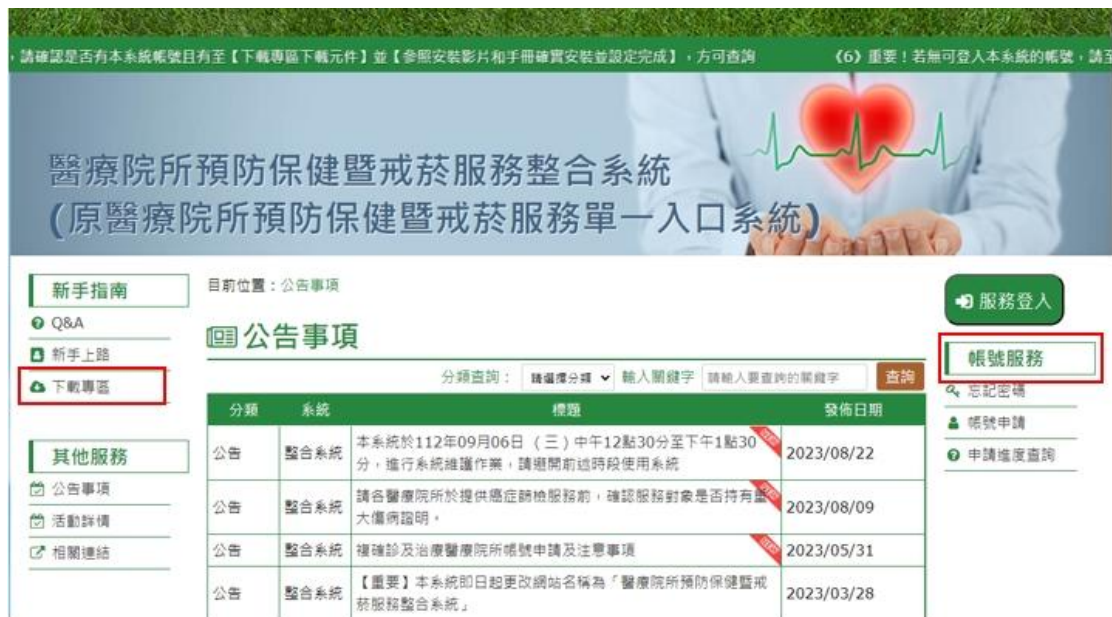 ，請確認是否有本系統帳號且有至【下載專區下載元件】並【參照安裝影片和手冊確實安裝並設定完成】，方可查詢
《6》重要！若無可登入本系統的帳號，請至
醫療院所預防保健暨戒菸服務整合系統
(原醫療院所預防保健暨戒菸服務單一入口系統)
新手指南
Q&A
新手上路
下載專區
其他服務
公告事項
活動詳情
相關連結
目前位置：公告事項
公告事項
分類查詢： 請選擇分類 輸入關鍵字 請輸入要查詢的關鍵字 查詢
分類 系統 標題 發佈日期
公告 整合系統 本系統於112年09月06日 （三）中午12點30分至下午1點30
分，進行系統維護作業，請避開前述時段使用系統 2023/08/22
公告 整合系統 請各醫療院所於提供癌症篩檢服務前，確認服務對象是否持有重
大傷病證明。 2023/08/09
公告 整合系統 複確診及治療醫療院所帳號申請及注意事項 2023/05/31
公告 整合系統 【重要】本系統即日起更改網站名稱為「醫療院所預防保健暨戒
菸服務整合系統」 2023/03/28
服務登入
帳號服務
忘記密碼
帳號申請
申請進度查詢